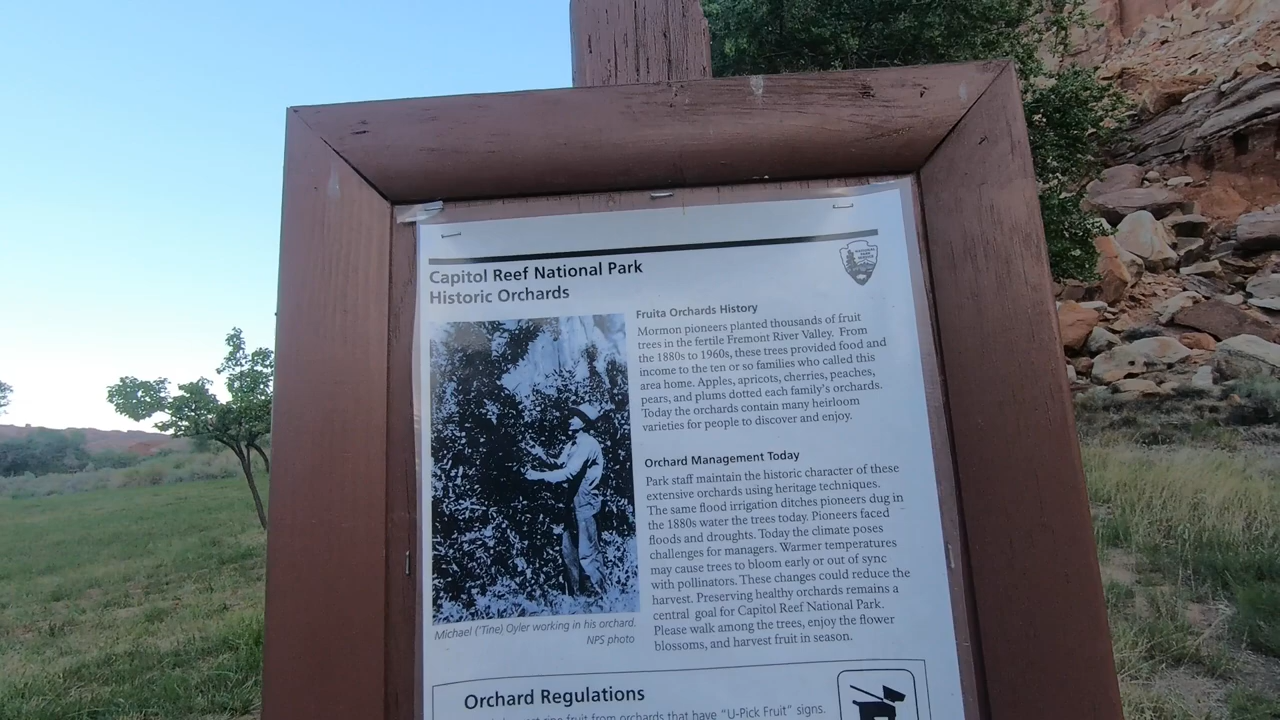 Capitol Reef National Park
Historic Orchards
NATIONAL
PARK
SERVICE
Fruita Orchards History
Mormon pioneers planted thousands of fruit
trees in the fertile Fremont River Valley. From
the 1880s to 1960s, these trees provided food and
income to the ten or so families who called this
area home. Apples, apricots, cherries, peaches,
pears, and plums dotted each family's orchards.
Today the orchards contain many heirloom
varieties for people to discover and enjoy.
Orchard Management Today
Park staff maintain the historic character of these
extensive orchards using heritage techniques.
The same flood irrigation ditches pioneers dug in
the 1880s water the trees today. Pioneers faced
floods and droughts. Today the climate poses
challenges for managers. Warmer temperatures
may cause trees to bloom early or out of sync
with pollinators. These changes could reduce the
harvest. Preserving healthy orchards remains a
central goal for Capitol Reef National Park.
Please walk among the trees, enjoy the flower
blossoms, and harvest fruit in season.
Michael ('Tine) Oyler working in his orchard.
NPS photo
Orchard Regulations
ripe fruit from orchards that have "U-Pick Fruit" signs.